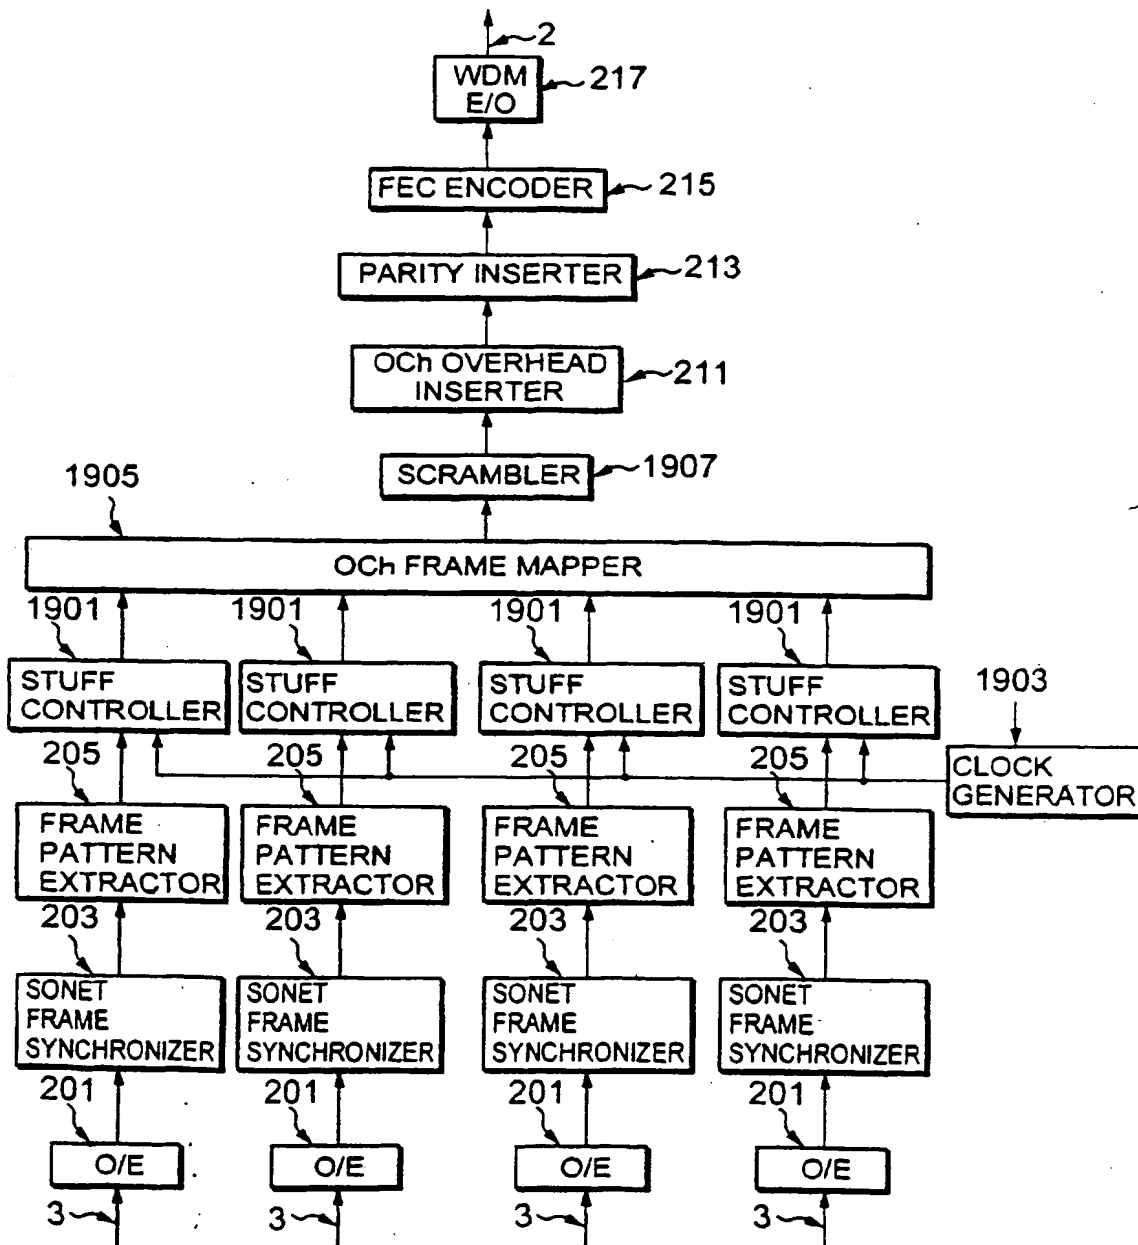 2
WDM
E/O
217
FEC ENCODER
215
PARITY INSERTER
213
OCh OVERHEAD
INSERTER
211
SCRAMBLER
1907
1905
OCh FRAME MAPPER
1901
1901
1901
1901
STUFF
CONTROLLER
STUFF
CONTROLLER
STUFF
CONTROLLER
STUFF
CONTROLLER
1903
CLOCK
GENERATOR
205
205
205
205
FRAME
PATTERN
EXTRACTOR
FRAME
PATTERN
EXTRACTOR
FRAME
PATTERN
EXTRACTOR
FRAME
PATTERN
EXTRACTOR
203
203
203
203
SONET
FRAME
SYNCHRONIZER
SONET
FRAME
SYNCHRONIZER
SONET
FRAME
SYNCHRONIZER
SONET
FRAME
SYNCHRONIZER
201
201
201
201
O/E
O/E
O/E
O/E
3
3
3
3